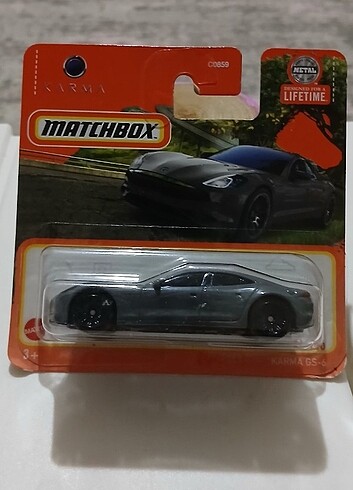 C0859
KARMA
METAL
DESIGNED FOR A
LIFETIME
MATCHBOX
3+
KARMA GS-6